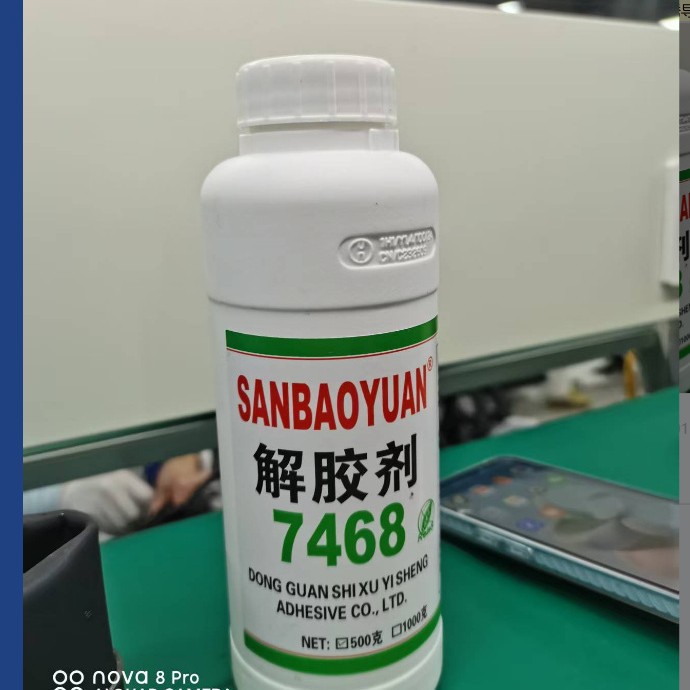 SANBAOYUAN®
解胶剂
7468
DONG GUAN SHI XU YI SHENG
ADHESIVE CO., LTD.
NET: ☑500克 ☐1000克
nova 8 Pro